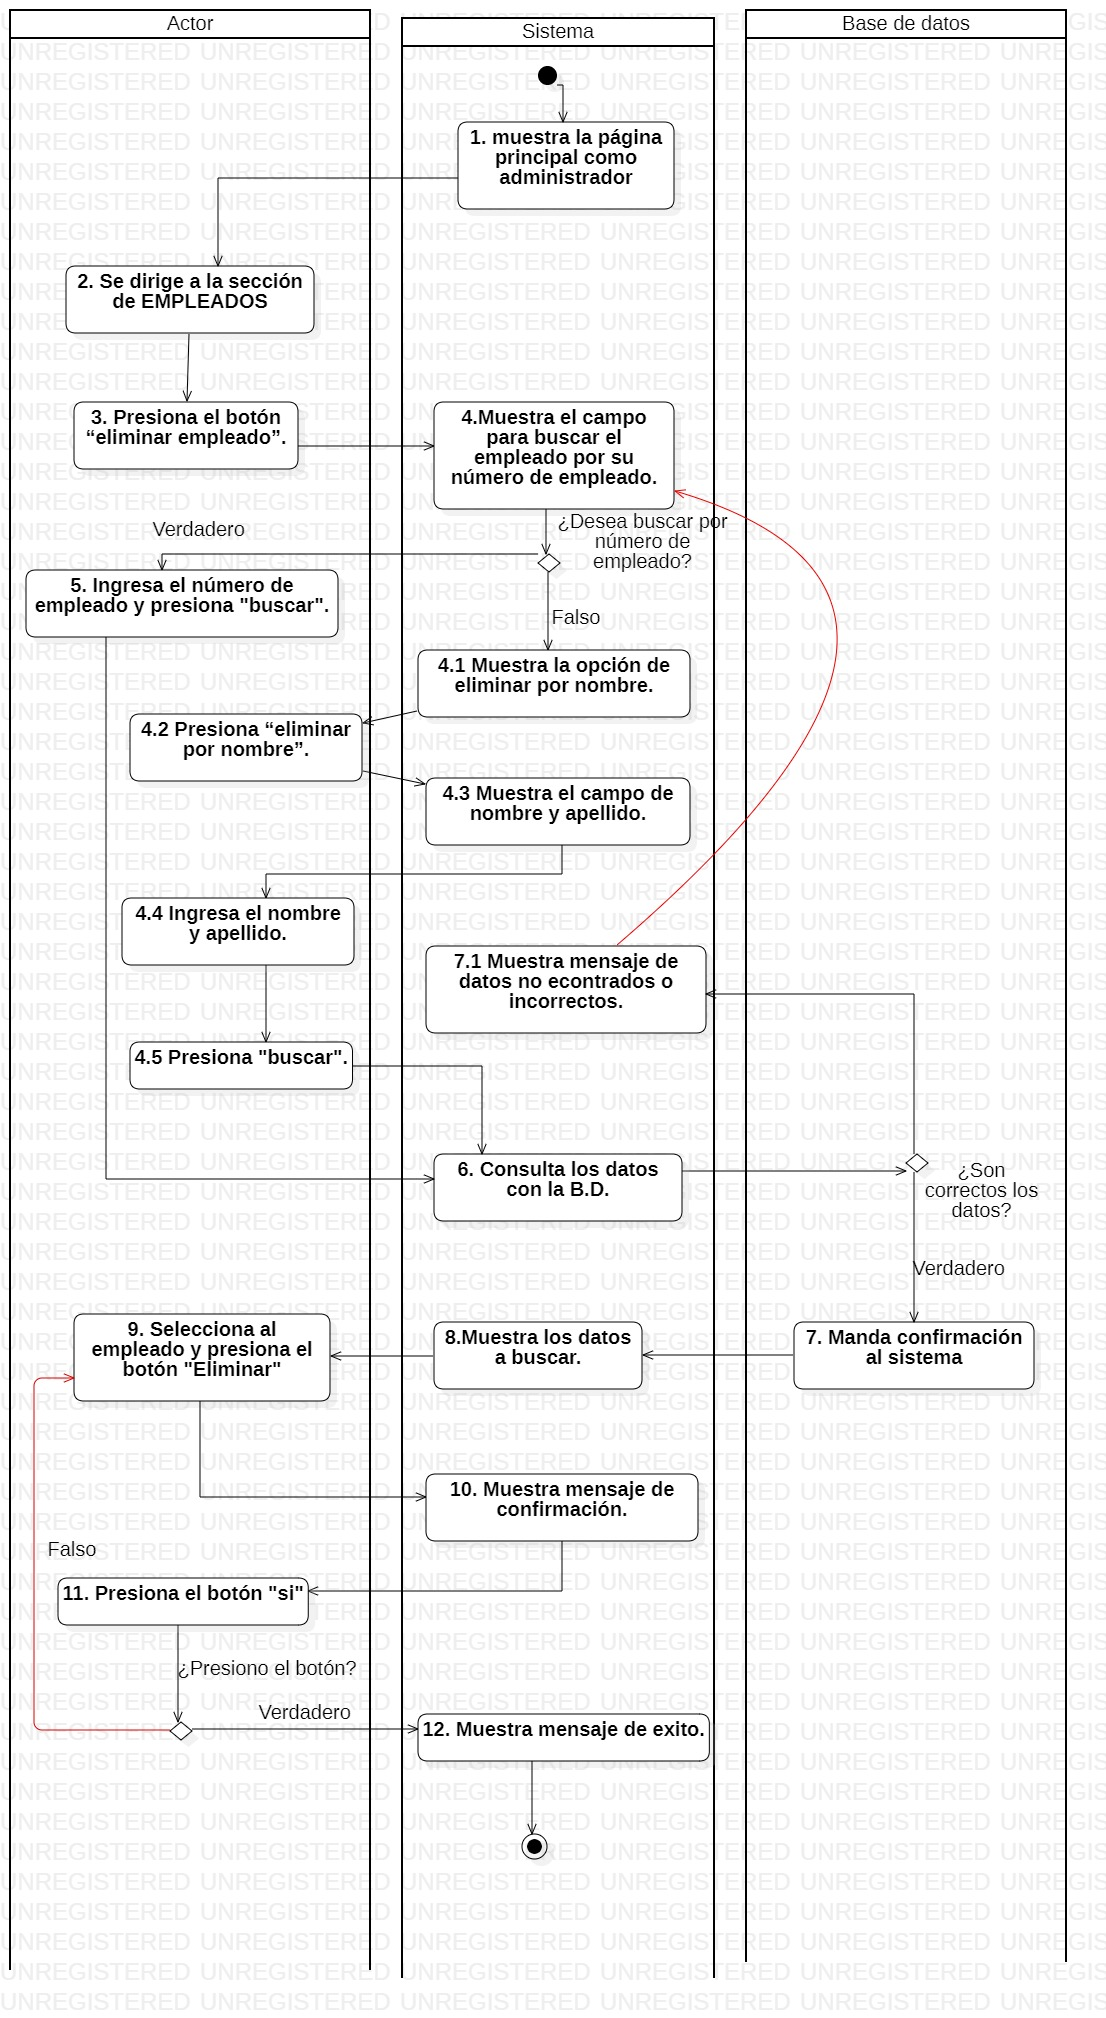 Actor
Sistema
Base de datos
1. muestra la página
principal como
administrador
2. Se dirige a la sección
de EMPLEADOS
3. Presiona el botón
“eliminar empleado”.
4.Muestra el campo
para buscar el
empleado por su
número de empleado.
¿Desea buscar por
número de
empleado?
Verdadero
5. Ingresa el número de
empleado y presiona "buscar".
Falso
4.1 Muestra la opción de
eliminar por nombre.
4.2 Presiona “eliminar
por nombre”.
4.3 Muestra el campo de
nombre y apellido.
4.4 Ingresa el nombre
y apellido.
7.1 Muestra mensaje de
datos no econtrados o
incorrectos.
4.5 Presiona "buscar".
6. Consulta los datos
con la B.D.
¿Son
correctos los
datos?
Verdadero
9. Selecciona al
empleado y presiona el
botón "Eliminar"
8.Muestra los datos
a buscar.
7. Manda confirmación
al sistema
10. Muestra mensaje de
confirmación.
Falso
11. Presiona el botón "si"
¿Presiono el botón?
Verdadero
12. Muestra mensaje de exito.
UNREGISTERED